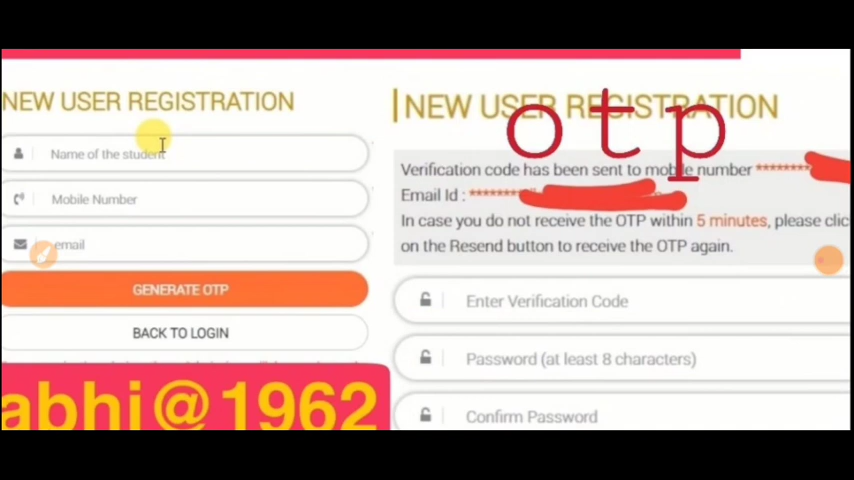 NEW USER REGISTRATION
Name of the student
Mobile Number
email
GENERATE OTP
BACK TO LOGIN
abhi@1962
NEW USER REGISTRATION
otp
Verification code has been sent to mobile number ********
Email Id : ********
In case you do not receive the OTP within 5 minutes, please clic
on the Resend button to receive the OTP again.
Enter Verification Code
Password (at least 8 characters)
Confirm Password